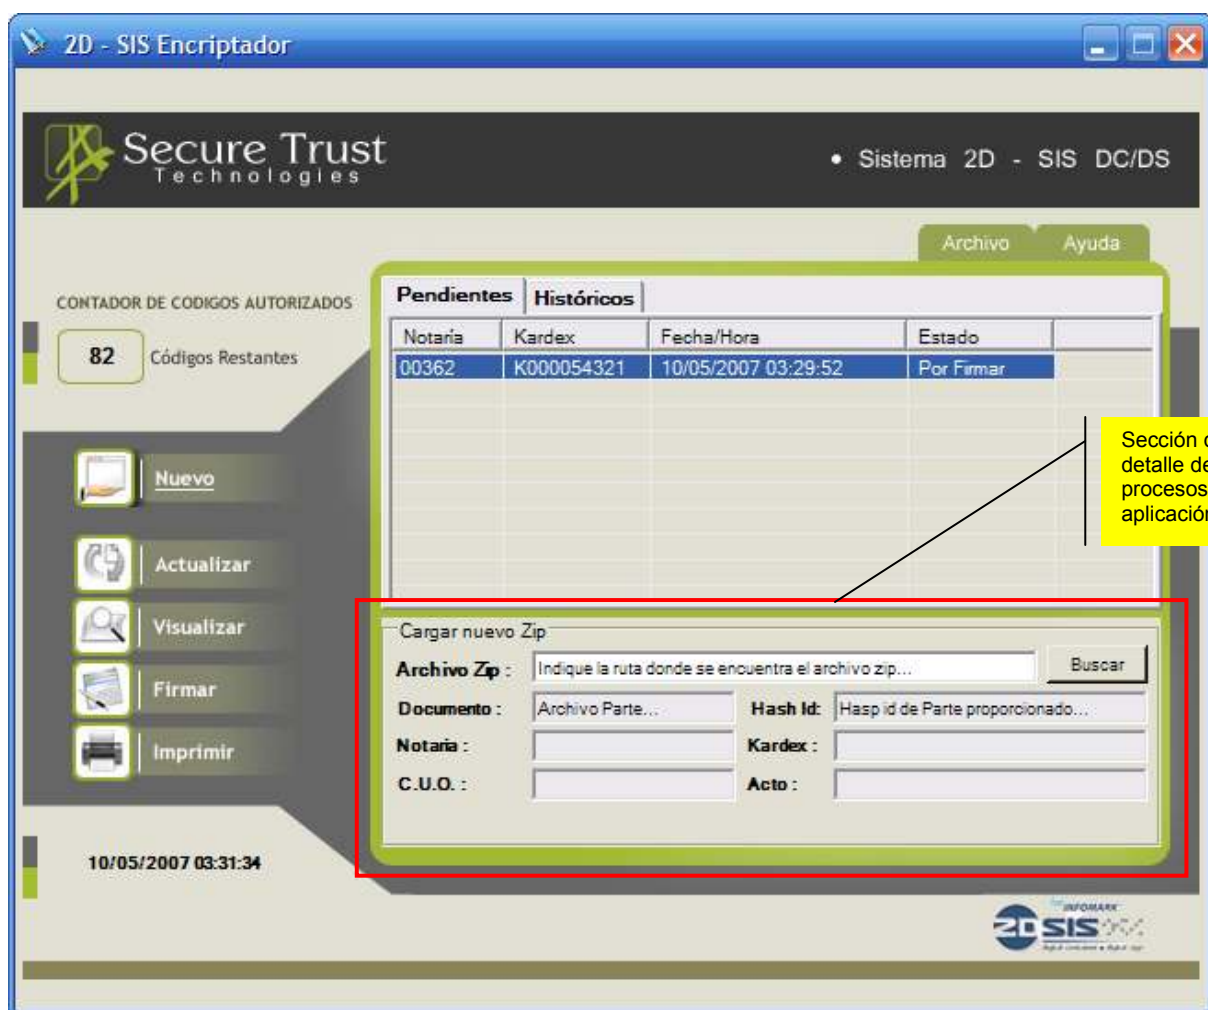 2D - SIS Encriptador
Secure Trust
Technologies
• Sistema 2D - SIS DC/DS
Archivo Ayuda
CONTADOR DE CODIGOS AUTORIZADOS
82 Códigos Restantes
Pendientes Históricos
Notaría Kardex Fecha/Hora Estado
00362 K000054321 10/05/2007 03:29:52 Por Firmar
Sección
detalle
procesos
aplicación
Nuevo
Actualizar
Visualizar
Firmar
Imprimir
Cargar nuevo Zip
Archivo Zip : Indique la ruta donde se encuentra el archivo zip... Buscar
Documento : Archivo Parte... Hash Id: Hasp id de Parte proporcionado...
Notaria : Kardex :
C.U.O. : Acto :
10/05/2007 03:31:34
INFOMARK
2D SIS